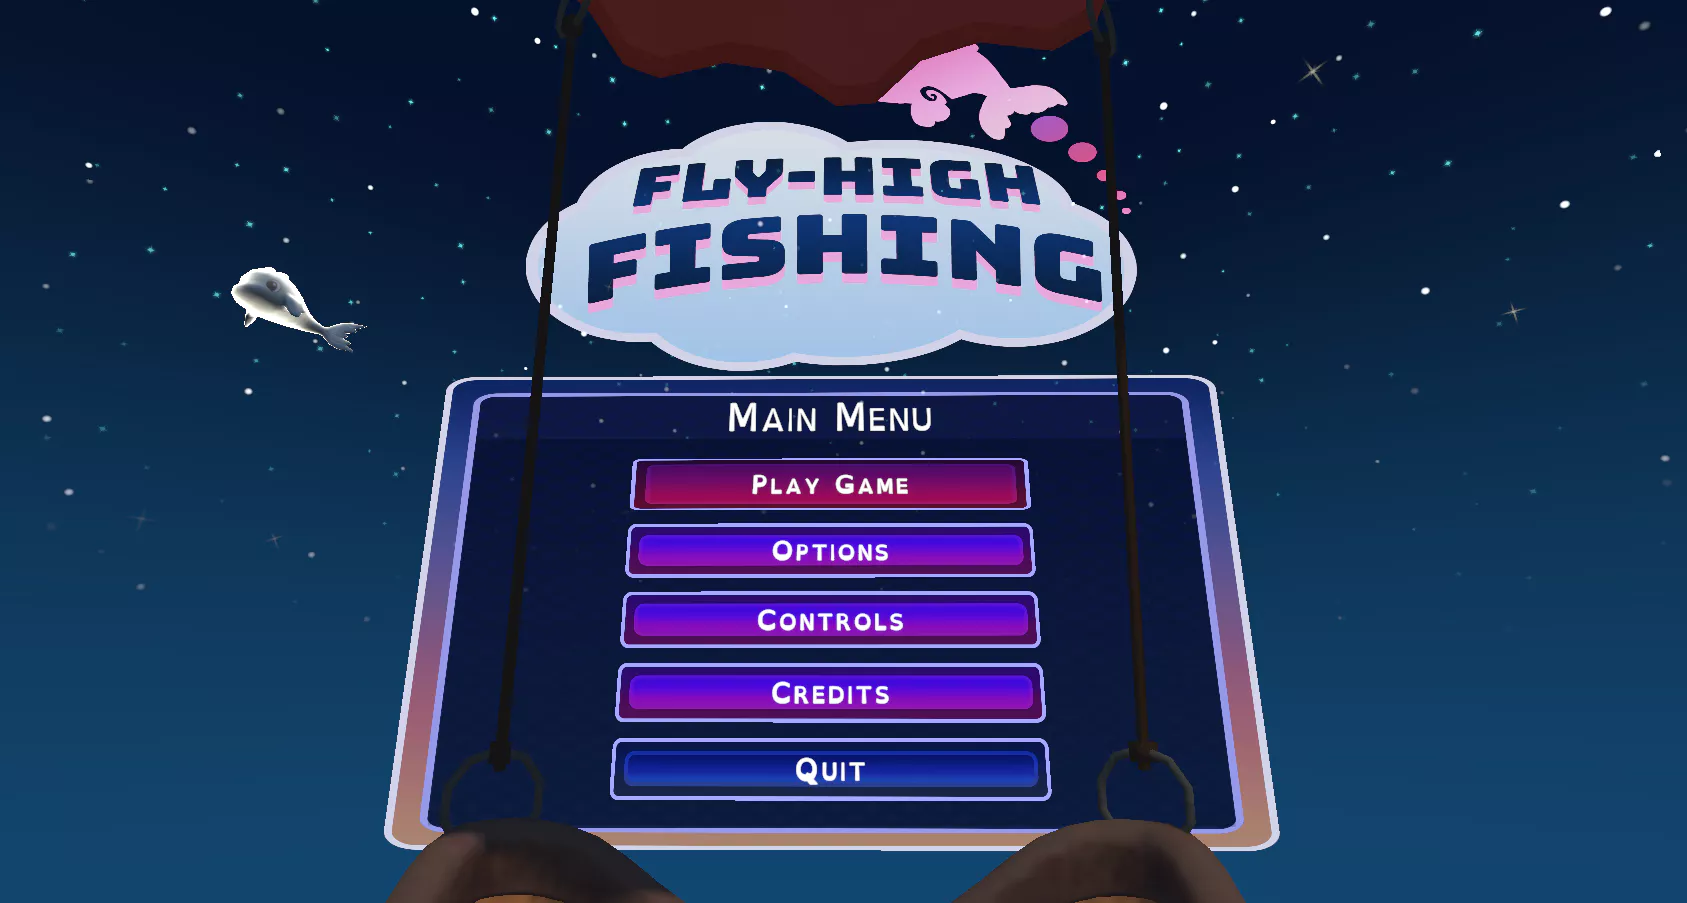 FLY-HIGH
FISHING
MAIN MENU
PLAY GAME
OPTIONS
CONTROLS
CREDITS
QUIT